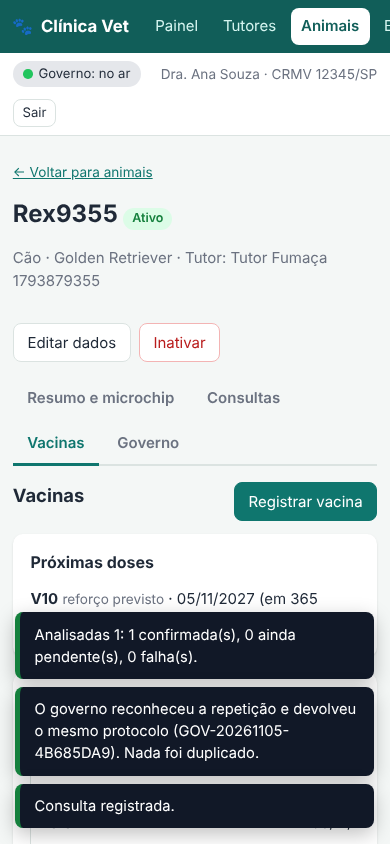 🐾 Clínica Vet Painel Tutores Animais
Governo: no ar Dra. Ana Souza · CRMV 12345/SP
Sair
← Voltar para animais
Rex9355 Ativo
Cão · Golden Retriever · Tutor: Tutor Fumaça
1793879355
Editar dados Inativar
Resumo e microchip Consultas
Vacinas Governo
Vacinas Registrar vacina
Próximas doses
V10 reforço previsto · 05/11/2027 (em 365
Analisadas 1: 1 confirmada(s), 0 ainda
pendente(s), 0 falha(s).
O governo reconheceu a repetição e devolveu
o mesmo protocolo (GOV-20261105-
4B685DA9). Nada foi duplicado.
Consulta registrada.